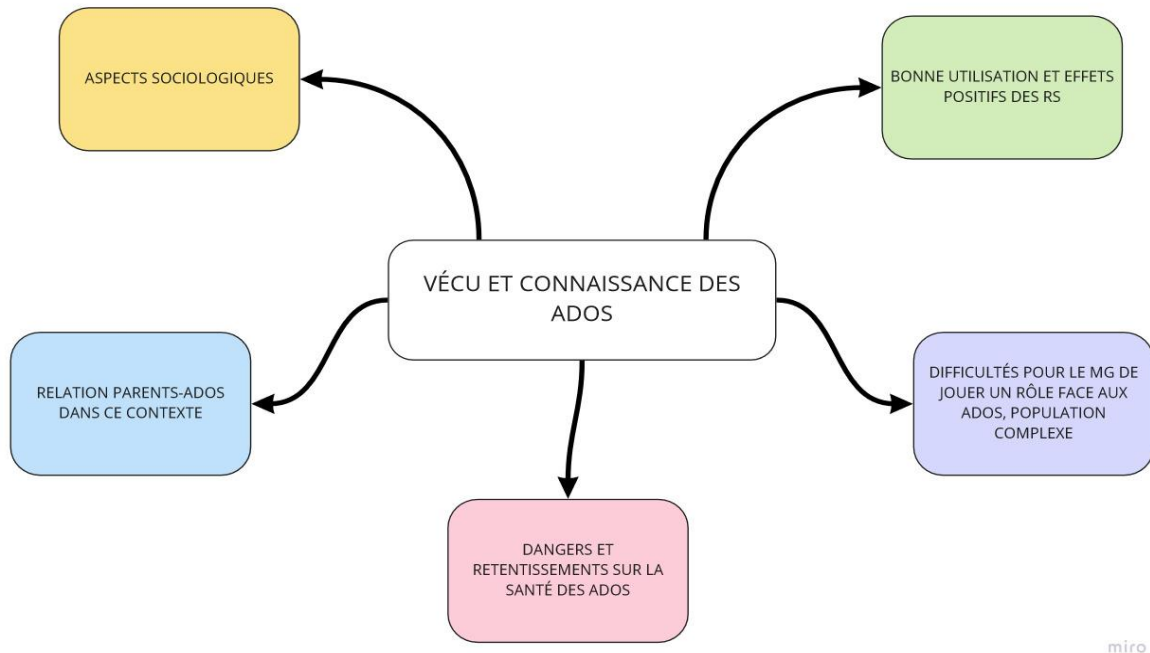 ASPECTS SOCIOLOGIQUES
BONNE UTILISATION ET EFFETS
POSITIFS DES RS
VÉCU ET CONNAISSANCE DES
ADOS
RELATION PARENTS-ADOS
DANS CE CONTEXTE
DIFFICULTÉS POUR LE MG DE
JOUER UN RÔLE FACE AUX
ADOS, POPULATION
COMPLEXE
DANGERS ET
RETENTISSEMENTS SUR LA
SANTÉ DES ADOS
miro